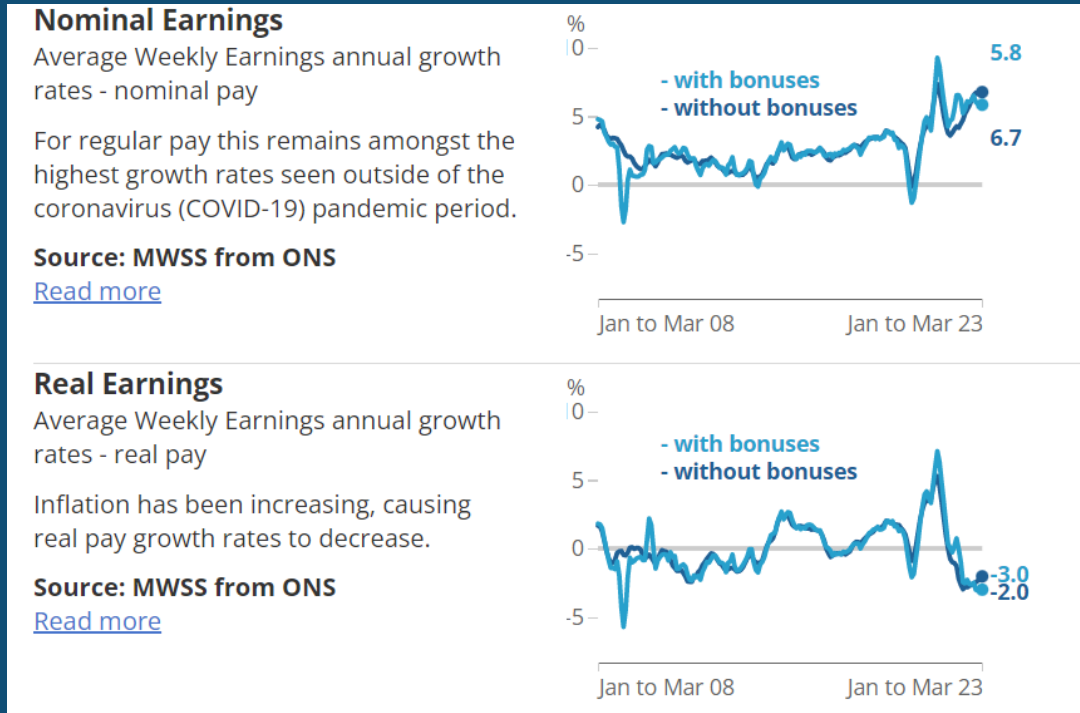 Nominal Earnings
Average Weekly Earnings annual growth
rates - nominal pay
For regular pay this remains amongst the
highest growth rates seen outside of the
coronavirus (COVID-19) pandemic period.
Source: MWSS from ONS
Read more
%
10
5
0
-5
- with bonuses
- without bonuses
5.8
6.7
Jan to Mar 08
Jan to Mar 23
Real Earnings
Average Weekly Earnings annual growth
rates - real pay
Inflation has been increasing, causing
real pay growth rates to decrease.
Source: MWSS from ONS
Read more
%
10
5
0
-5
- with bonuses
- without bonuses
-3.0
-2.0
Jan to Mar 08
Jan to Mar 23